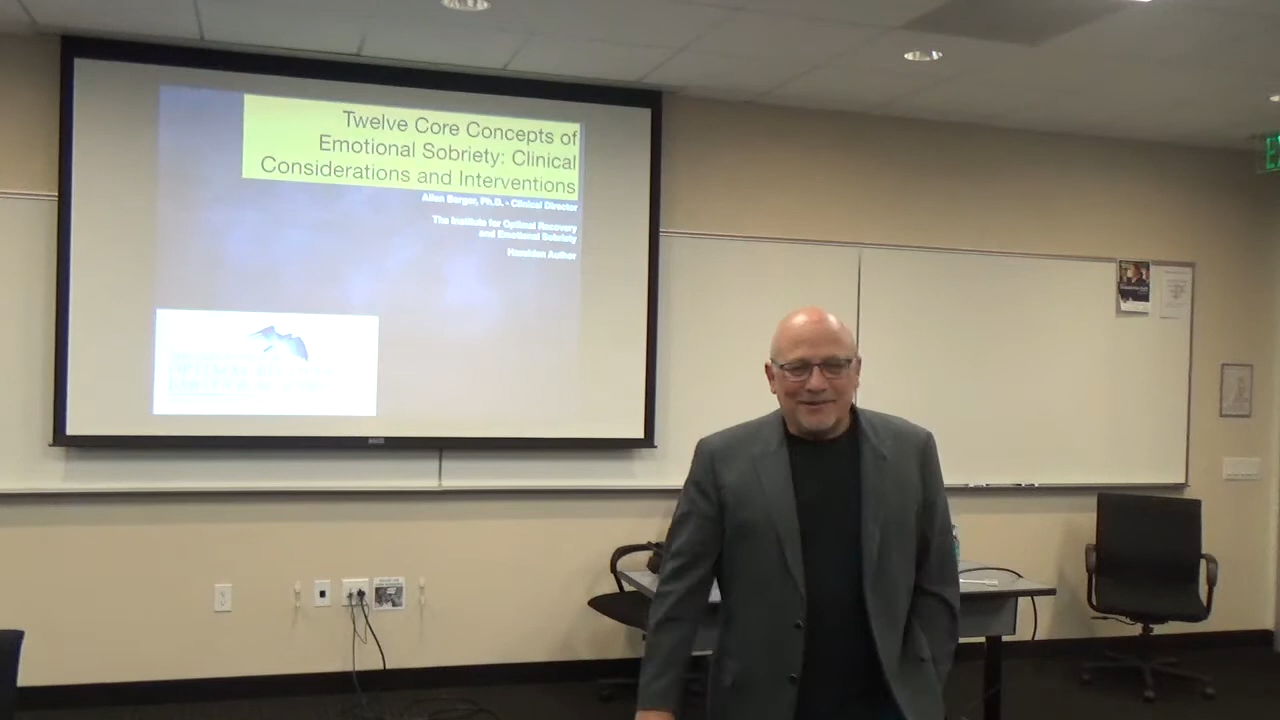 Twelve Core Concepts of
Emotional Sobriety: Clinical
Considerations and Interventions
Allen Berger, Ph.D. - Clinical Director
The Institute for Optimal Recovery
and Emotional Sobriety
Hazelden Author
EX